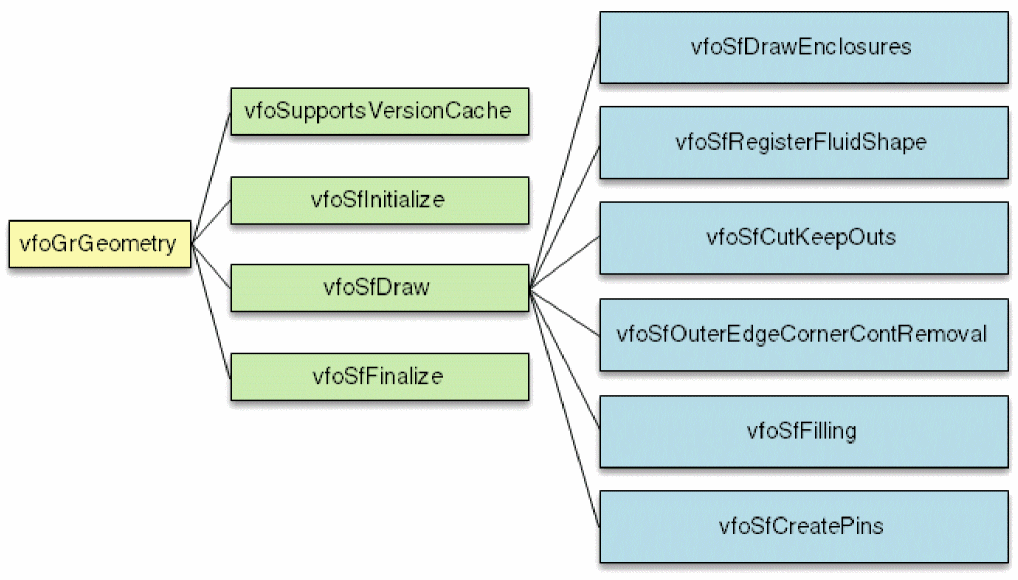 vfoGrGeometry
vfoSupportsVersionCache
vfoSfInitialize
vfoSfDraw
vfoSfFinalize
vfoSfDrawEnclosures
vfoSfRegisterFluidShape
vfoSfCutKeepOuts
vfoSfOuterEdgeCornerContRemoval
vfoSfFilling
vfoSfCreatePins